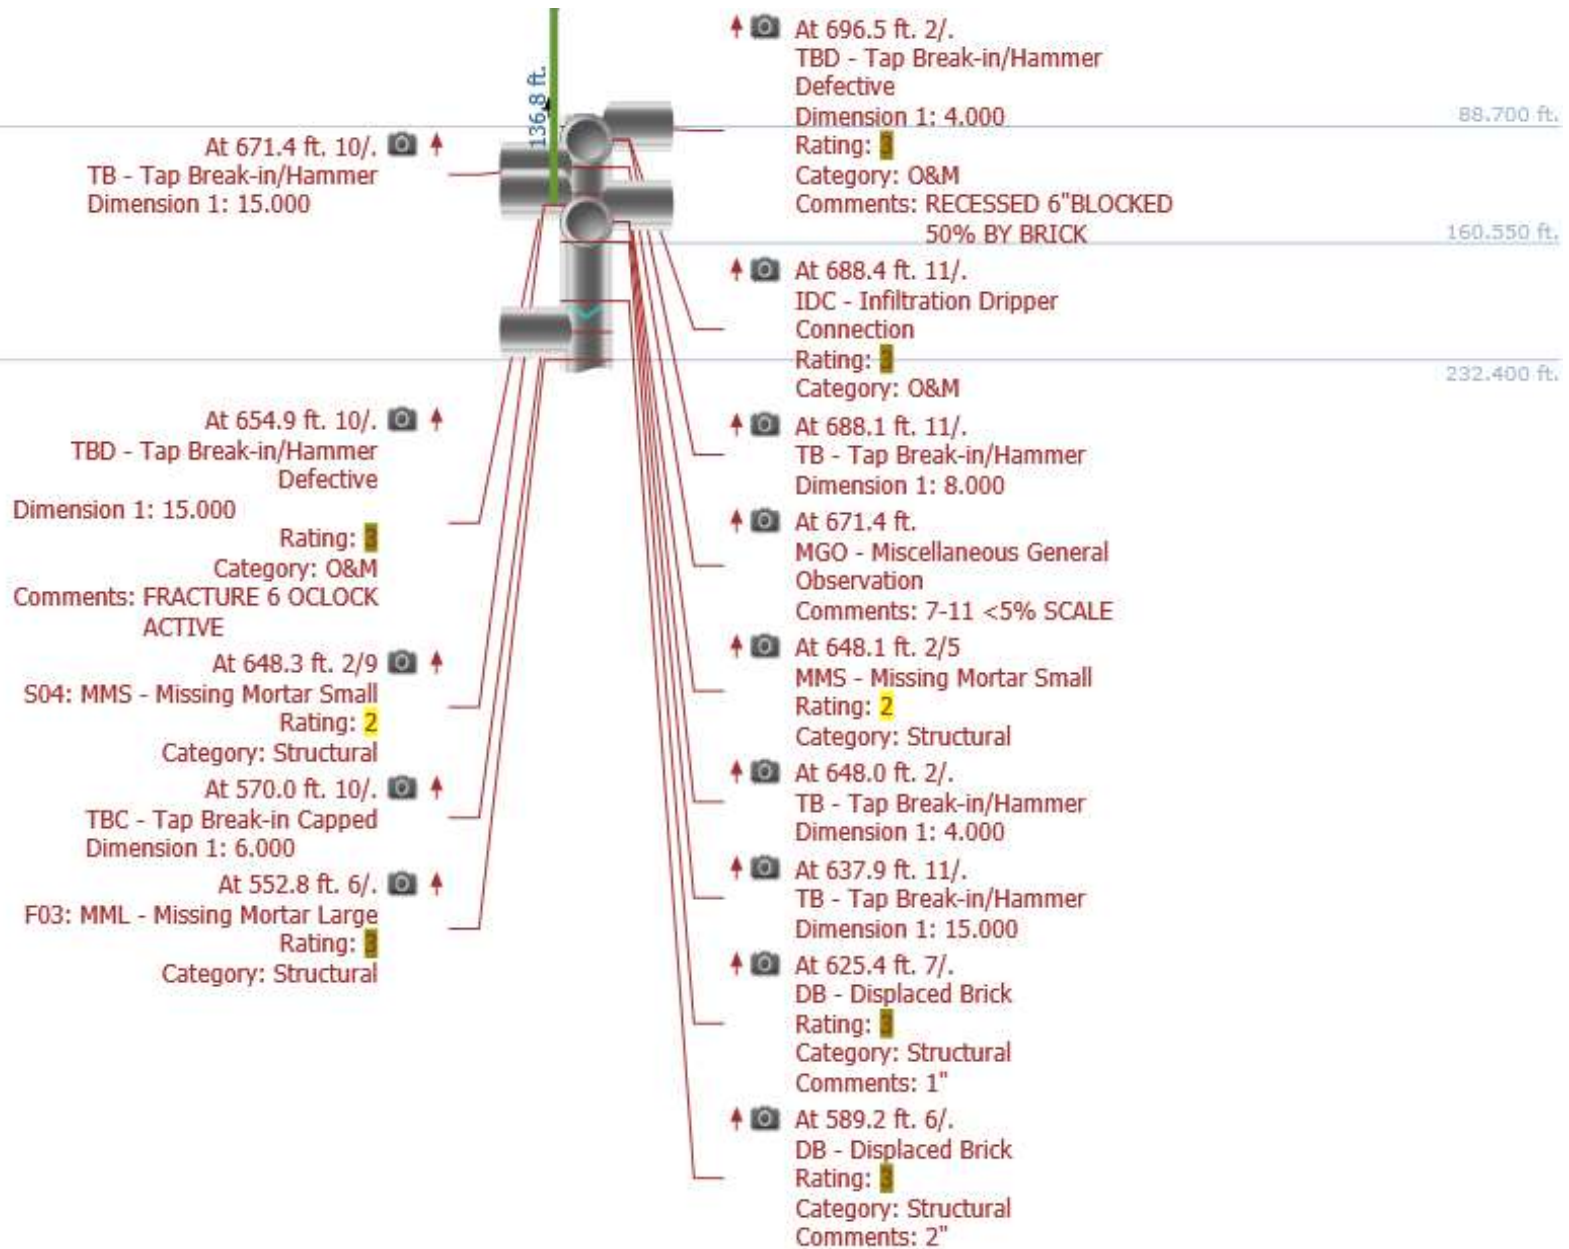 136.8 ft.
88.700 ft.
160.550 ft.
232.400 ft.
At 671.4 ft. 10/.
TB - Tap Break-in/Hammer
Dimension 1: 15.000
At 654.9 ft. 10/.
TBD - Tap Break-in/Hammer
Defective
Dimension 1: 15.000
Rating: 3
Category: O&M
Comments: FRACTURE 6 OCLOCK
ACTIVE
At 648.3 ft. 2/9
S04: MMS - Missing Mortar Small
Rating: 2
Category: Structural
At 570.0 ft. 10/.
TBC - Tap Break-in Capped
Dimension 1: 6.000
At 552.8 ft. 6/.
F03: MML - Missing Mortar Large
Rating: 3
Category: Structural
At 696.5 ft. 2/.
TBD - Tap Break-in/Hammer
Defective
Dimension 1: 4.000
Rating: 3
Category: O&M
Comments: RECESSED 6"BLOCKED
50% BY BRICK
At 688.4 ft. 11/.
IDC - Infiltration Dripper
Connection
Rating: 3
Category: O&M
At 688.1 ft. 11/.
TB - Tap Break-in/Hammer
Dimension 1: 8.000
At 671.4 ft.
MGO - Miscellaneous General
Observation
Comments: 7-11 <5% SCALE
At 648.1 ft. 2/5
MMS - Missing Mortar Small
Rating: 2
Category: Structural
At 648.0 ft. 2/.
TB - Tap Break-in/Hammer
Dimension 1: 4.000
At 637.9 ft. 11/.
TB - Tap Break-in/Hammer
Dimension 1: 15.000
At 625.4 ft. 7/.
DB - Displaced Brick
Rating: 3
Category: Structural
Comments: 1"
At 589.2 ft. 6/.
DB - Displaced Brick
Rating: 3
Category: Structural
Comments: 2"